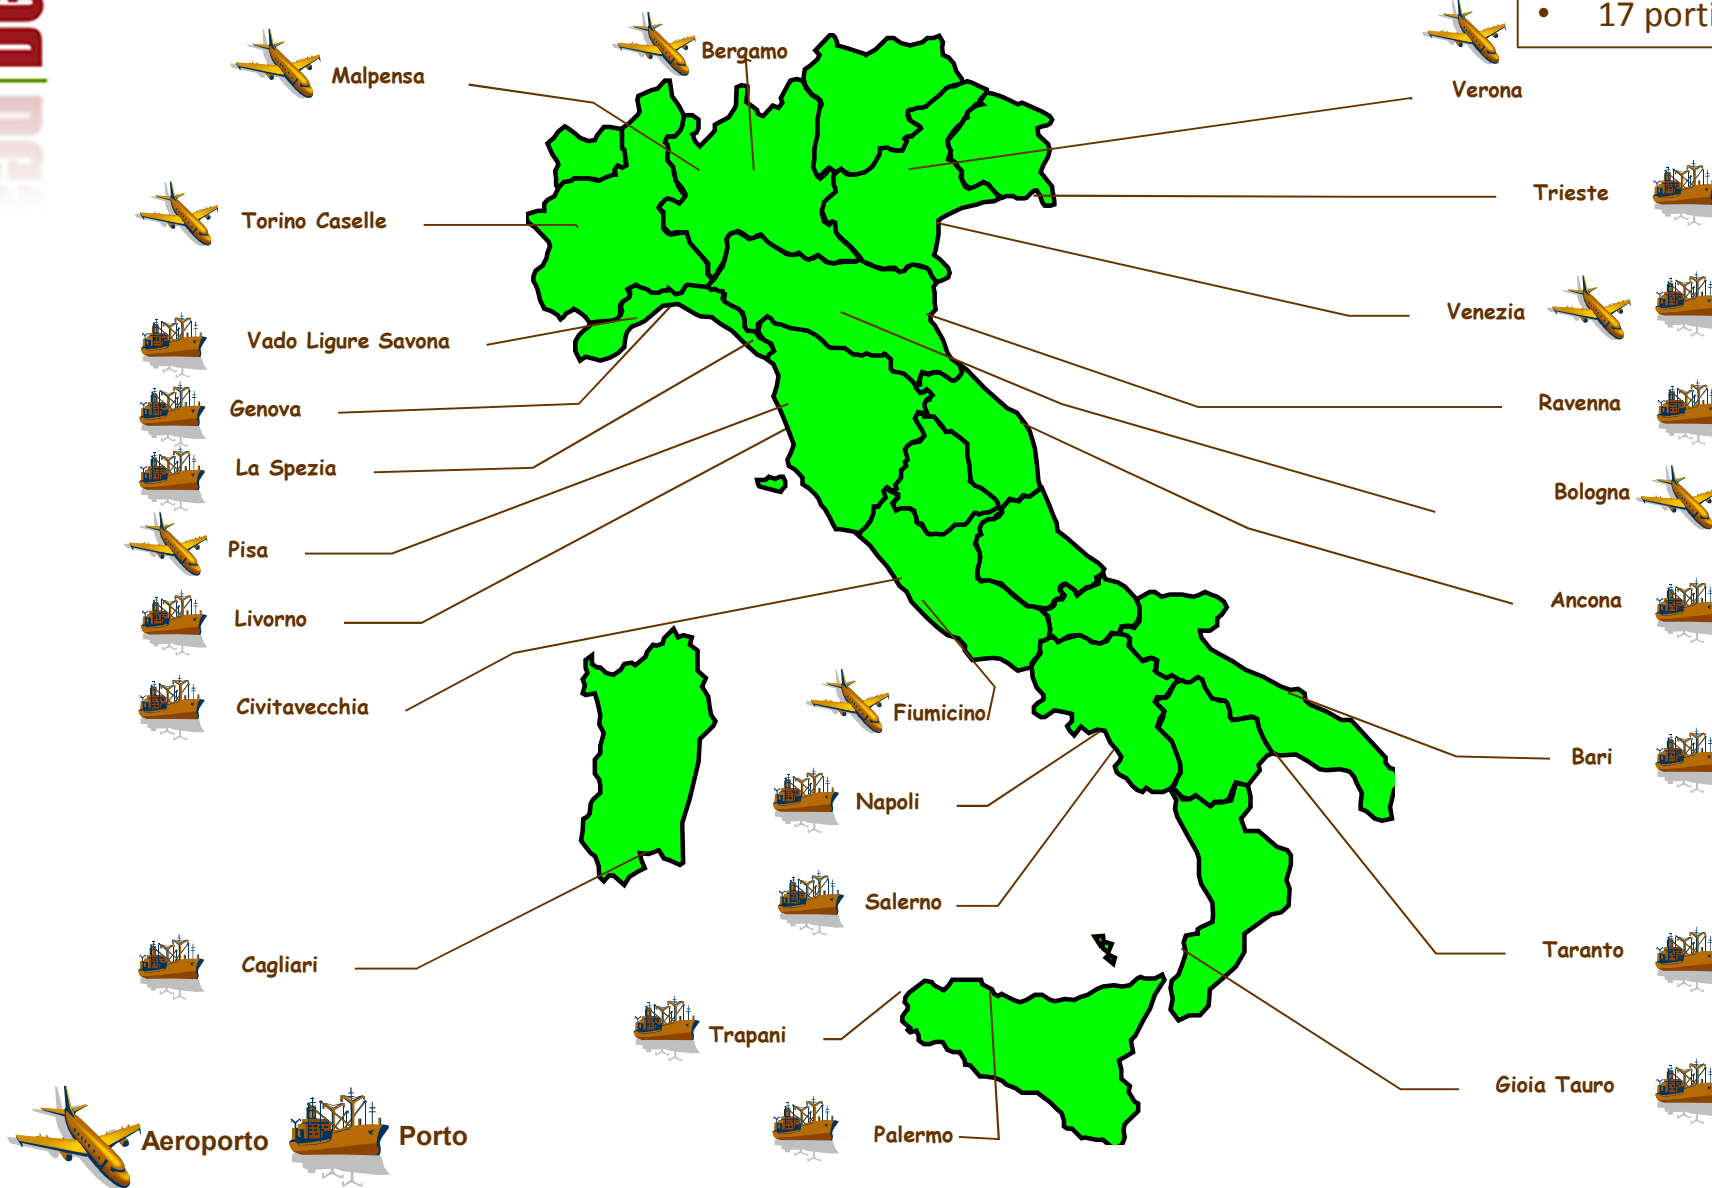 • 17 porti
Bergamo
Malpensa
Verona
Trieste
Torino Caselle
Venezia
Vado Ligure Savona
Ravenna
Genova
La Spezia
Bologna
Pisa
Ancona
Livorno
Civitavecchia
Fiumicino
Bari
Napoli
Salerno
Taranto
Cagliari
Trapani
Gioia Tauro
Palermo
Aeroporto
Porto